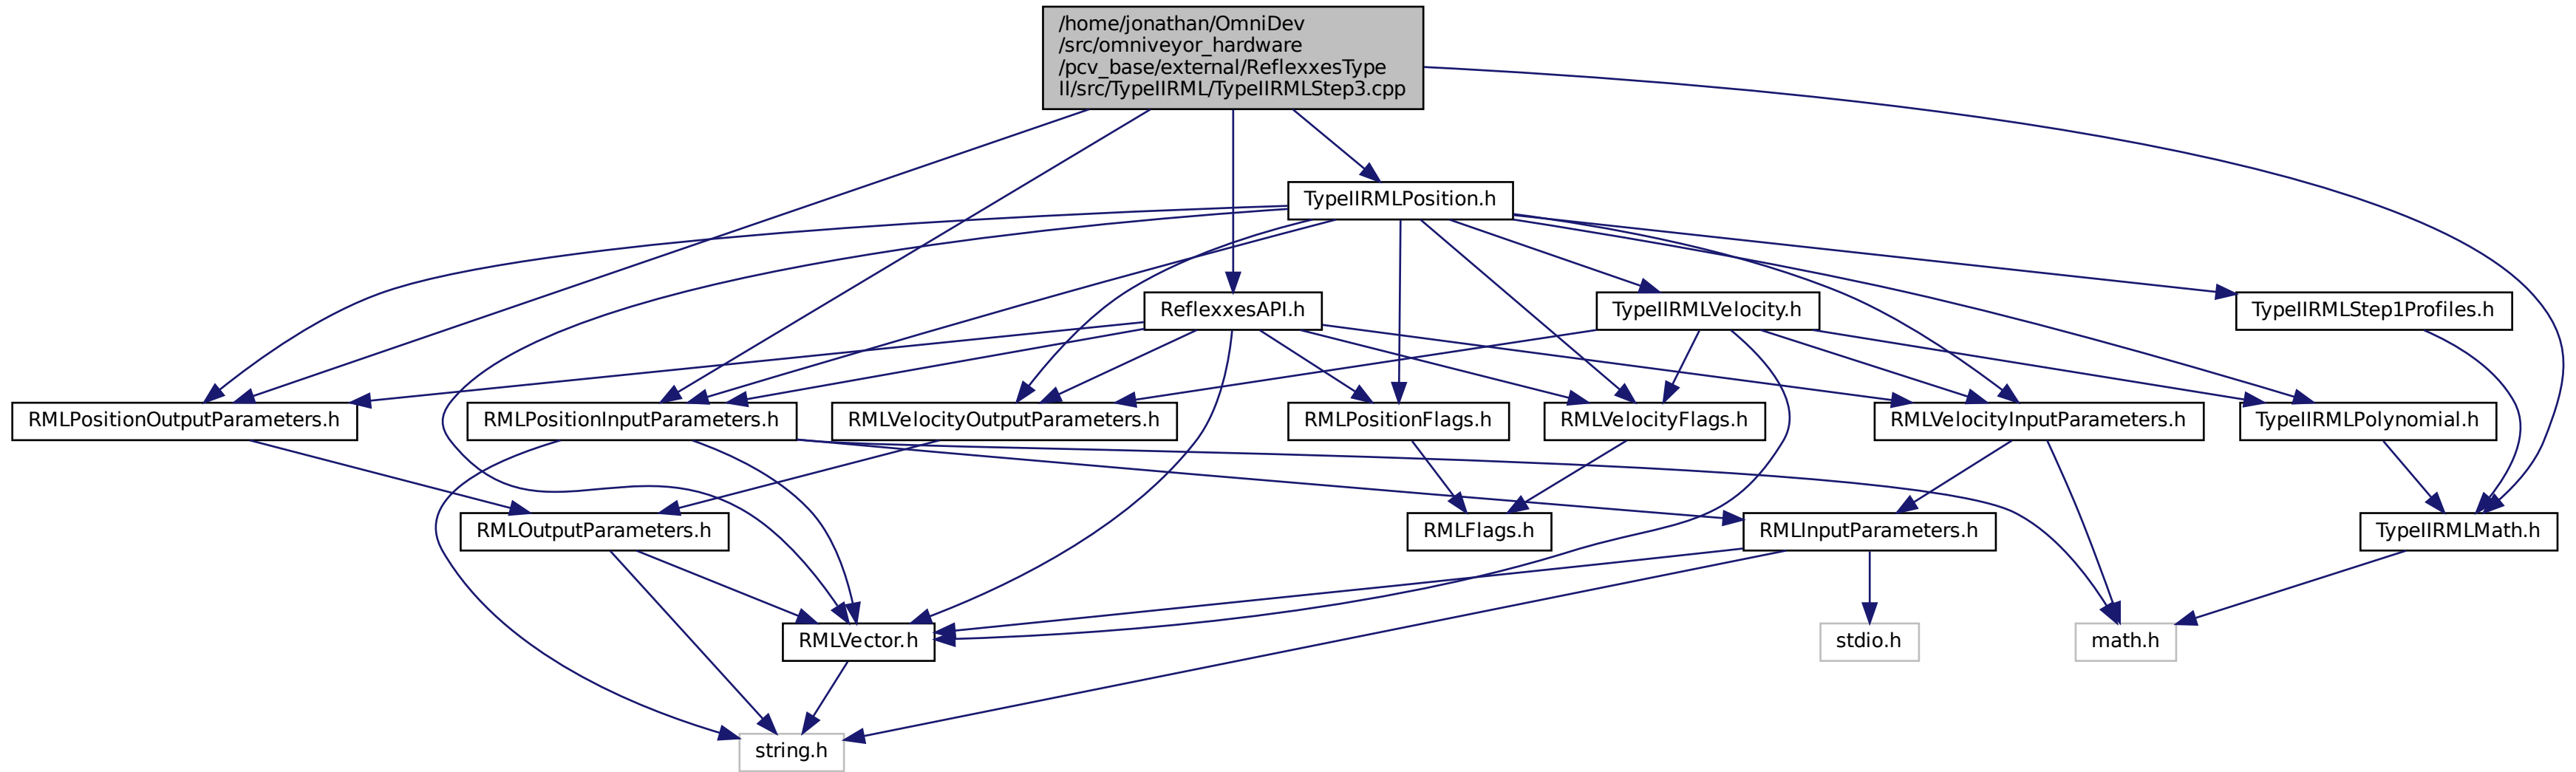 /home/jonathan/OmniDev
/src/omniveyor_hardware
/pcv_base/external/ReflexxesType
II/src/TypeIIRML/TypeIIRMLStep3.cpp
TypeIIRMLPosition.h
ReflexxesAPI.h
TypeIIRMLVelocity.h
TypeIIRMLStep1Profiles.h
RMLPositionOutputParameters.h
RMLPositionInputParameters.h
RMLVelocityOutputParameters.h
RMLPositionFlags.h
RMLVelocityFlags.h
RMLVelocityInputParameters.h
TypeIIRMLPolynomial.h
RMLOutputParameters.h
RMLFlags.h
RMLInputParameters.h
TypeIIRMLMath.h
RMLVector.h
stdio.h
math.h
string.h